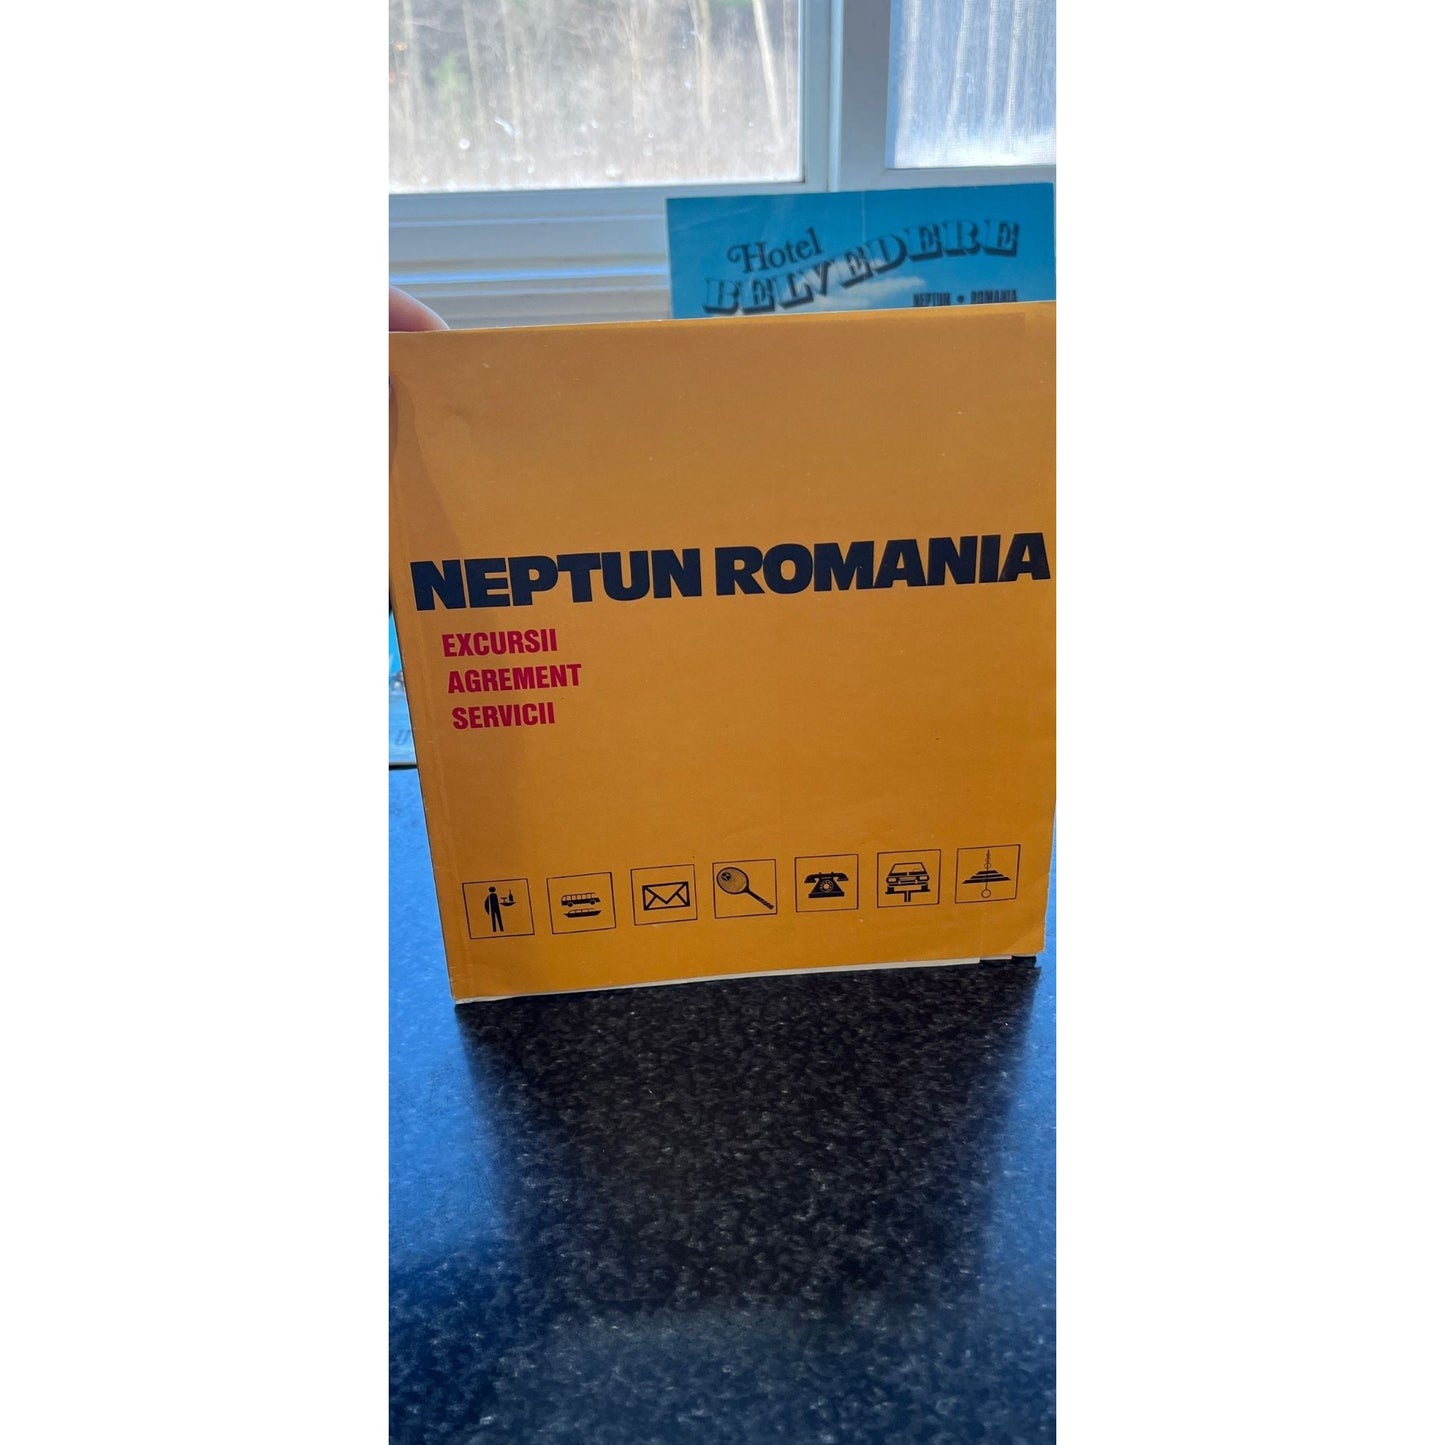 Hotel
BELVEDERE
NEPTUN • ROMANIA
NEPTUN ROMANIA
EXCURSII
AGREMENT
SERVICII
U